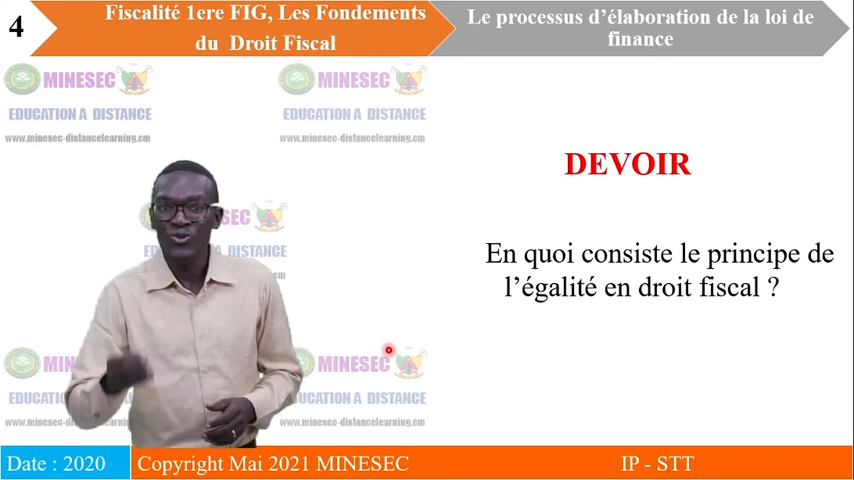 4
Fiscalité 1ere FIG, Les Fondements
du Droit Fiscal
Le processus d’élaboration de la loi de
finance
MINESEC
EDUCATION A DISTANCE
www.minesec-distancelearning.cm
MINESEC
EDUCATION A DISTANCE
www.minesec-distancelearning.cm
DEVOIR
SEC
DISTANCE
En quoi consiste le principe de
l’égalité en droit fiscal ?
MINESEC
EDUCATION A DISTANCE
www.minesec-distancelearning.cm
Date : 2020
Copyright Mai 2021 MINESEC
IP - STT